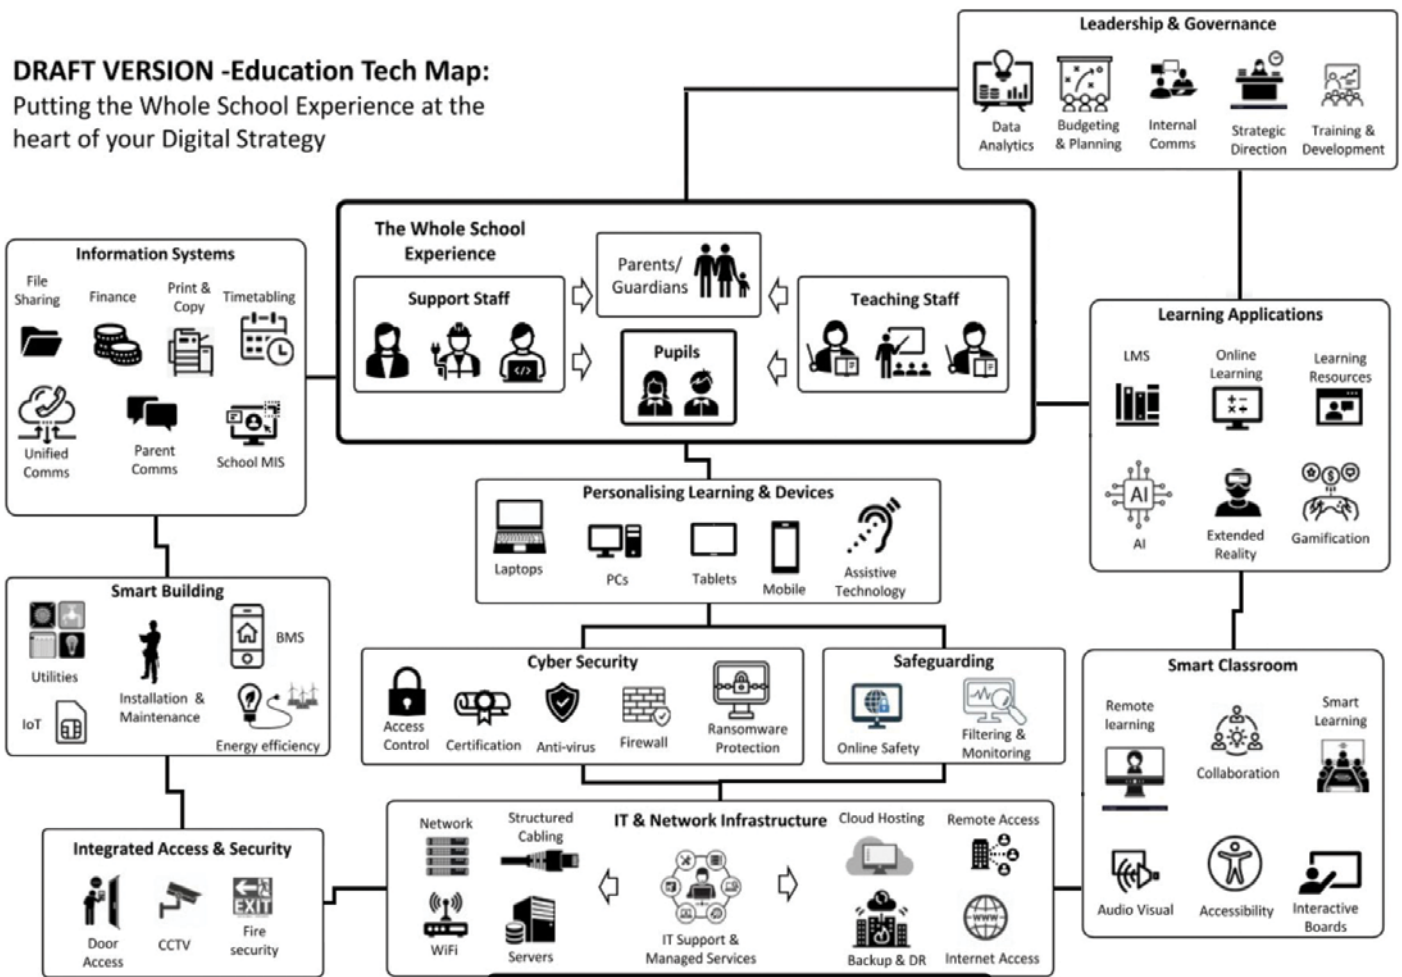 DRAFT VERSION -Education Tech Map:
Putting the Whole School Experience at the
heart of your Digital Strategy
Leadership & Governance
Data
Analytics
Budgeting
& Planning
Internal
Comms
Strategic
Direction
Training &
Development
The Whole School
Experience
Support Staff
Parents/
Guardians
Pupils
Teaching Staff
Information Systems
File
Sharing
Finance
Print &
Copy
Timetabling
Unified
Comms
Parent
Comms
School MIS
Learning Applications
LMS
Online
Learning
Learning
Resources
AI
AI
Extended
Reality
Gamification
Personalising Learning & Devices
Laptops
PCs
Tablets
Mobile
Assistive
Technology
Smart Building
Utilities
Installation &
Maintenance
BMS
IoT
Energy efficiency
Cyber Security
Access
Control
Certification
Anti-virus
Firewall
Ransomware
Protection
Safeguarding
Online Safety
Filtering &
Monitoring
Smart Classroom
Remote
learning
Collaboration
Smart
Learning
Audio Visual
Accessibility
Interactive
Boards
Integrated Access & Security
Door
Access
CCTV
EXIT
Fire
security
IT & Network Infrastructure
Network
Structured
Cabling
Cloud Hosting
Remote Access
WiFi
Servers
IT Support &
Managed Services
Backup & DR
WWW
Internet Access